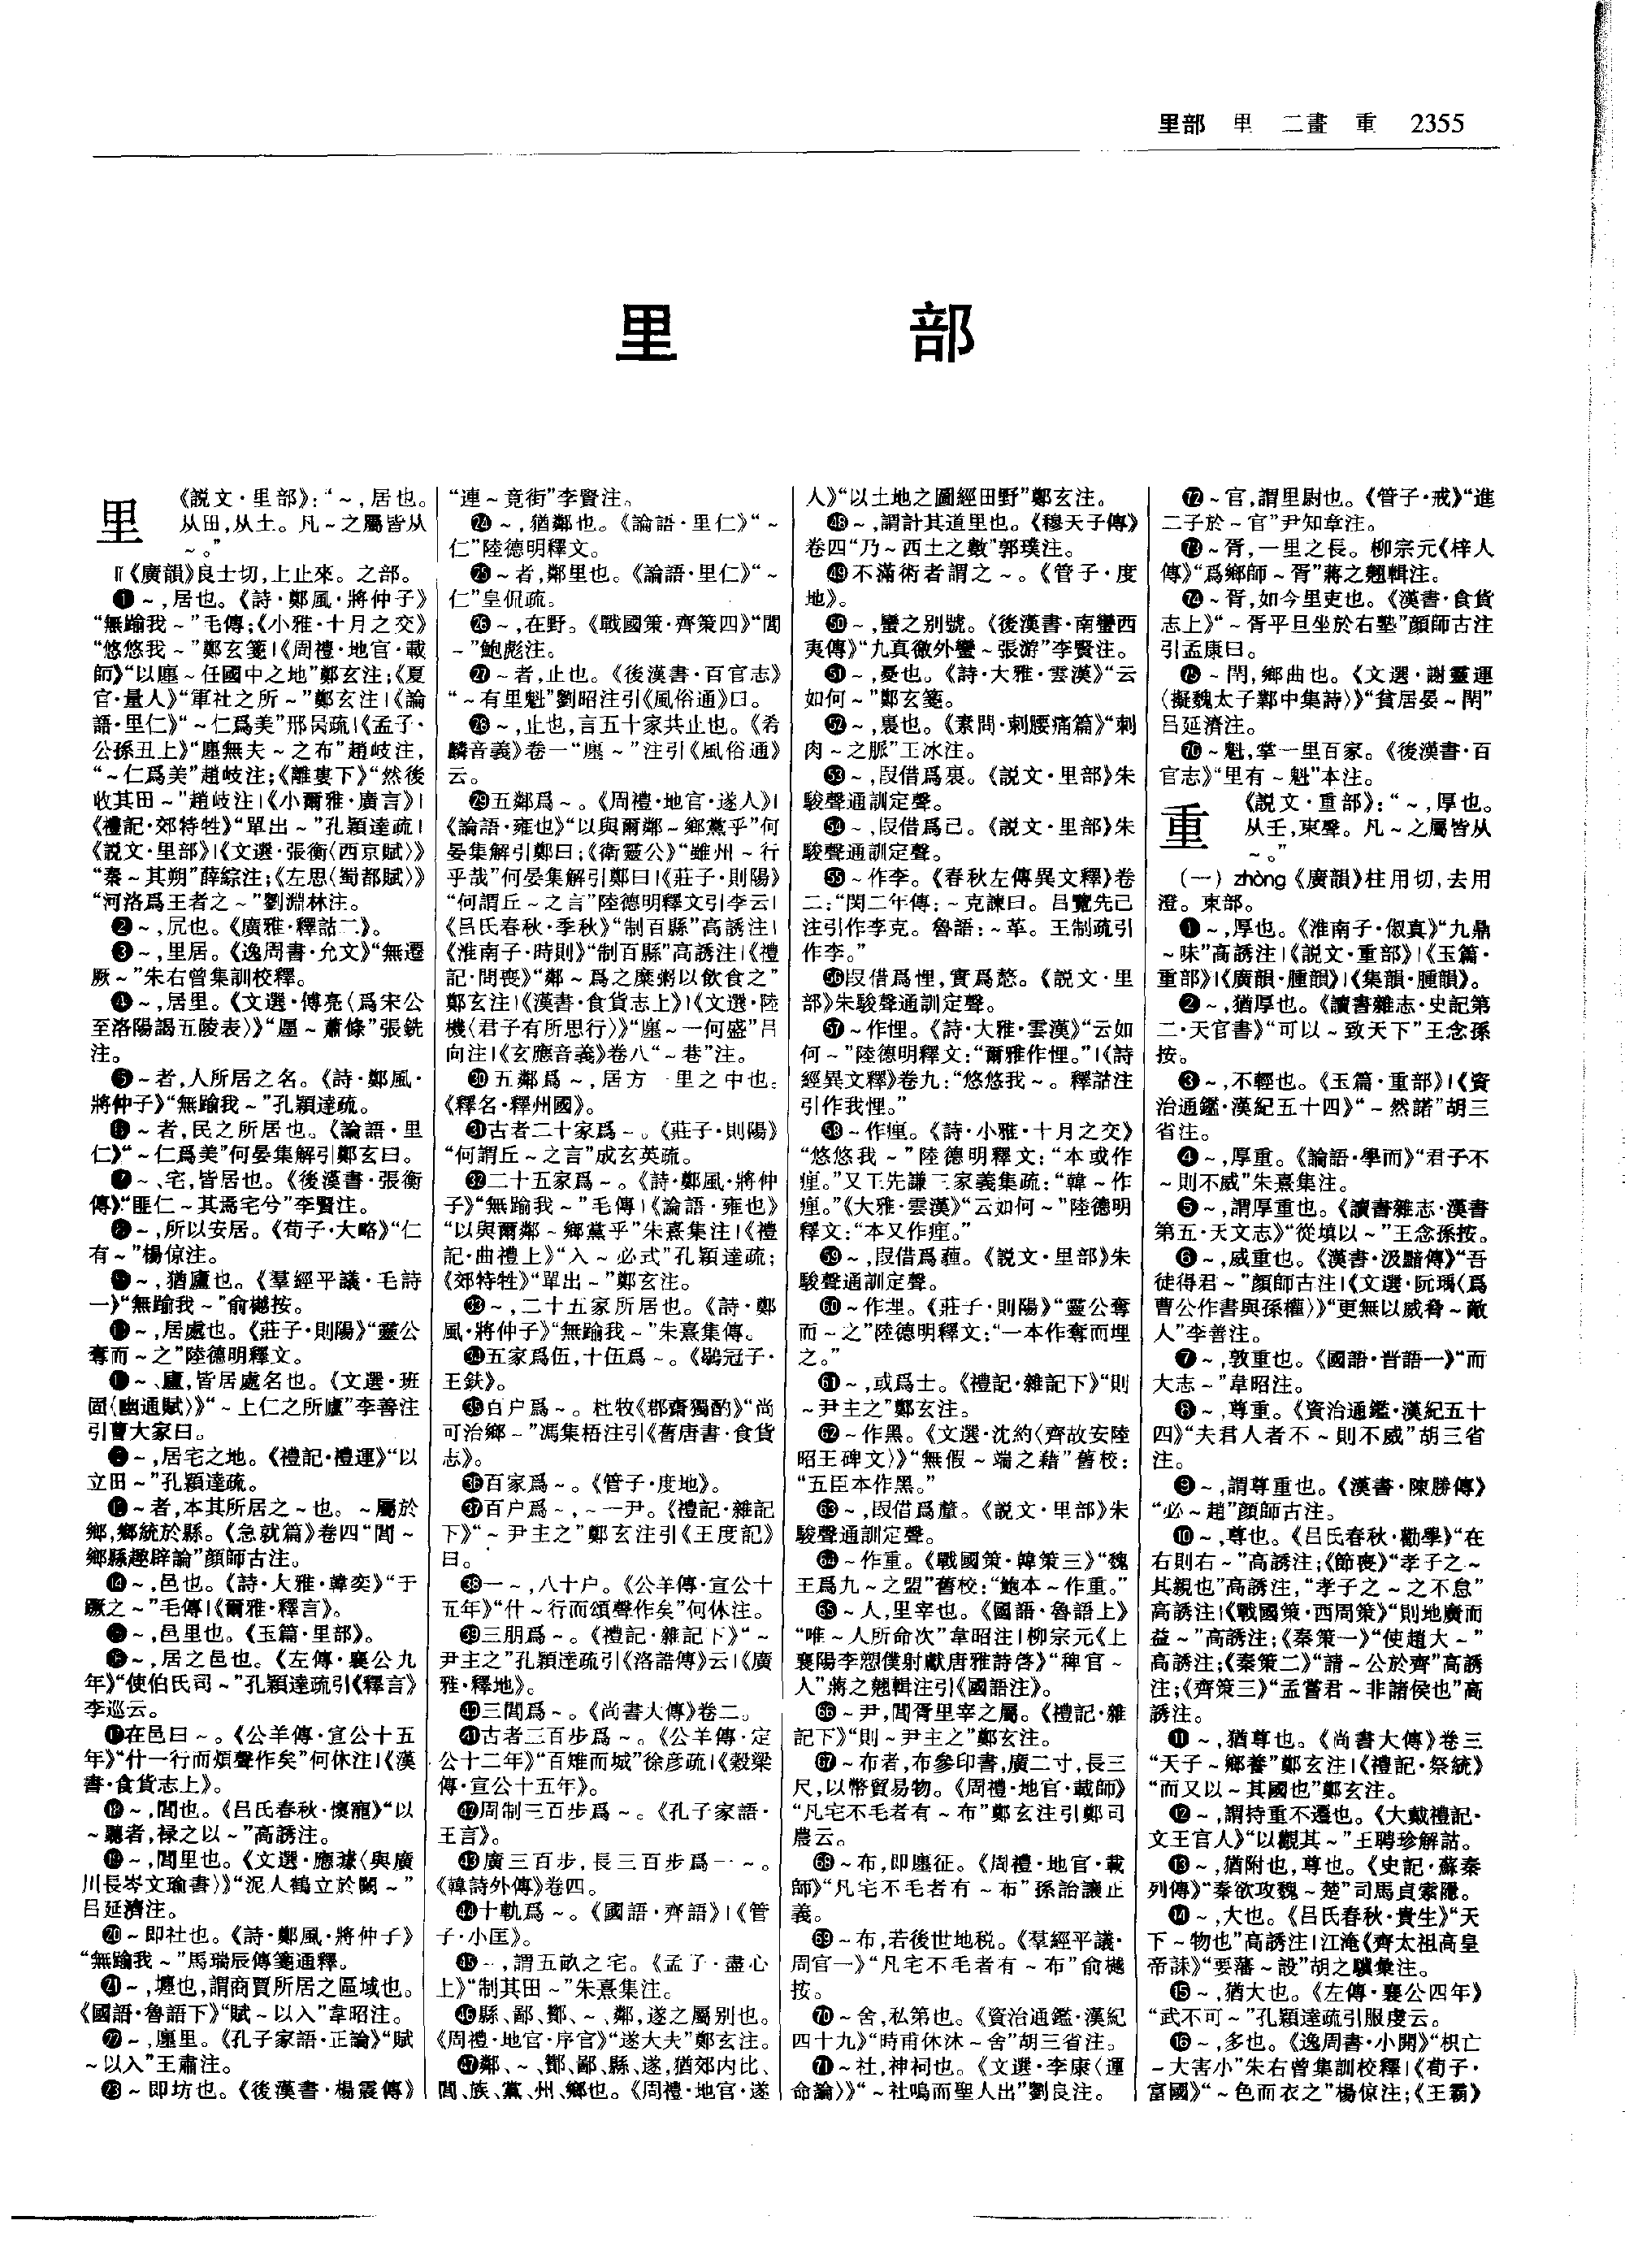 里部　里　二畫　重　2355
里　部
里
《説文·里部》：“～，居也。
从田，从土。凡～之屬皆从
～。”
lǐ《廣韻》良士切，上止來。之部。
❶～，居也。《詩·鄭風·將仲子》
“無踰我～”毛傳；《小雅·十月之交》
“悠悠我～”鄭玄箋|《周禮·地官·載
師》“以廛～任國中之地”鄭玄注；《夏
官·量人》“軍社之所～”鄭玄注|《論
語·里仁》“～仁爲美”邢昺疏|《孟子·
公孫丑上》“廛無夫～之布”趙岐注，
“～仁爲美”趙岐注；《離婁下》“然後
收其田～”趙岐注|《小爾雅·廣言》|
《禮記·郊特牲》“單出～”孔穎達疏|
《説文·里部》|《文選·張衡〈西京賦〉》
“秦～其朔”薛綜注；《左思〈蜀都賦〉》
“河洛爲王者之～”劉淵林注。
❷～，凥也。《廣雅·釋詁二》。
❸～，里居。《逸周書·允文》“無遷
厥～”朱右曾集訓校釋。
❹～，居里。《文選·傅亮〈爲宋公
至洛陽謁五陵表〉》“廛～蕭條”張銑
注。
❺～者，人所居之名。《詩·鄭風·
將仲子》“無踰我～”孔穎達疏。
❻～者，民之所居也。《論語·里
仁》“～仁爲美”何晏集解引鄭玄曰。
❼～、宅，皆居也。《後漢書·張衡
傳》“匪仁～其焉宅兮”李賢注。
❽～，所以安居。《荀子·大略》“仁
有～”楊倞注。
❾～，猶廬也。《羣經平議·毛詩
一》“無踰我～”俞樾按。
❿～，居處也。《莊子·則陽》“靈公
奪而～之”陸德明釋文。
⓫～、廬，皆居處名也。《文選·班
固〈幽通賦〉》“～上仁之所廬”李善注
引曹大家曰。
⓬～，居宅之地。《禮記·禮運》“以
立田～”孔穎達疏。
⓭～者，本其所居之～也。～屬於
鄉，鄉統於縣。《急就篇》卷四“閭～
鄉縣趣辟論”顔師古注。
⓮～，邑也。《詩·大雅·韓奕》“于
蹶之～”毛傳|《爾雅·釋言》。
⓯～，邑里也。《玉篇·里部》。
⓰～，居之邑也。《左傳·襄公九
年》“使伯氏司～”孔穎達疏引《釋言》
李巡云。
⓱在邑曰～。《公羊傳·宣公十五
年》“什一行而頌聲作矣”何休注|《漢
書·食貨志上》。
⓲～，閭也。《吕氏春秋·懷寵》“以
～聽者，禄之以～”高誘注。
⓳～，閭里也。《文選·應璩〈與廣
川長岑文瑜書〉》“泥人鶴立於闕～”
吕延濟注。
⓴～即社也。《詩·鄭風·將仲子》
“無踰我～”馬瑞辰傳箋通釋。
㉑～，壥也，謂商賈所居之區域也。
《國語·魯語下》“賦～以入”韋昭注。
㉒～，廛里。《孔子家語·正論》“賦
～以入”王肅注。
㉓～即坊也。《後漢書·楊震傳》
“連～竟街”李賢注。
㉔～，猶鄰也。《論語·里仁》“～
仁”陸德明釋文。
㉕～者，鄰里也。《論語·里仁》“～
仁”皇侃疏。
㉖～，在野。《戰國策·齊策四》“閭
～”鮑彪注。
㉗～者，止也。《後漢書·百官志》
“～有里魁”劉昭注引《風俗通》曰。
㉘～，止也，言五十家共止也。《希
麟音義》卷一“廛～”注引《風俗通》
云。
㉙五鄰爲～。《周禮·地官·遂人》|
《論語·雍也》“以與爾鄰～鄉黨乎”何
晏集解引鄭曰；《衛靈公》“雖州～行
乎哉”何晏集解引鄭曰|《莊子·則陽》
“何謂丘～之言”陸德明釋文引李云|
《吕氏春秋·季秋》“制百縣”高誘注|
《淮南子·時則》“制百縣”高誘注|《禮
記·問喪》“鄰～爲之糜粥以飲食之”
鄭玄注|《漢書·食貨志上》|《文選·陸
機〈君子有所思行〉》“廛～一何盛”吕
向注|《玄應音義》卷八“～巷”注。
㉚五鄰爲～，居方一里之中也。
《釋名·釋州國》。
㉛古者二十家爲～。《莊子·則陽》
“何謂丘～之言”成玄英疏。
㉜二十五家爲～。《詩·鄭風·將仲
子》“無踰我～”毛傳|《論語·雍也》
“以與爾鄰～鄉黨乎”朱熹集注|《禮
記·曲禮上》“入～必式”孔穎達疏；
《郊特牲》“單出～”鄭玄注。
㉝～，二十五家所居也。《詩·鄭
風·將仲子》“無踰我～”朱熹集傳。
㉞五家爲伍，十伍爲～。《鶡冠子·
王鈇》。
㉟百户爲～。杜牧《郡齋獨酌》“尚
可治鄉～”馮集梧注引《舊唐書·食貨
志》。
㊱百家爲～。《管子·度地》。
㊲百户爲～，～一尹。《禮記·雜記
下》“～尹主之”鄭玄注引《王度記》
曰。
㊳一～，八十户。《公羊傳·宣公十
五年》“什～行而頌聲作矣”何休注。
㊴三朋爲～。《禮記·雜記下》“～
尹主之”孔穎達疏引《洛誥傳》云|《廣
雅·釋地》。
㊵三閭爲～。《尚書大傳》卷二。
㊶古者三百步爲～。《公羊傳·定
公十二年》“百雉而城”徐彦疏|《穀梁
傳·宣公十五年》。
㊷周制三百步爲～。《孔子家語·
王言》。
㊸廣三百步，長三百步爲一～。
《韓詩外傳》卷四。
㊹十軌爲～。《國語·齊語》|《管
子·小匡》。
㊺～，謂五畝之宅。《孟子·盡心
上》“制其田～”朱熹集注。
㊻縣、鄙、酇、～、鄰，遂之屬别也。
《周禮·地官·序官》“遂大夫”鄭玄注。
㊼鄰、～、酇、鄙、縣、遂，猶郊内比、
閭、族、黨、州、鄉也。《周禮·地官·遂
人》“以土地之圖經田野”鄭玄注。
㊽～，謂計其道里也。《穆天子傳》
卷四“乃～西土之數”郭璞注。
㊾不滿術者謂之～。《管子·度
地》。
㊿～，蠻之别號。《後漢書·南蠻西
夷傳》“九真徼外蠻～張游”李賢注。
51～，憂也。《詩·大雅·雲漢》“云
如何～”鄭玄箋。
52～，裏也。《素問·刺腰痛篇》“刺
肉～之脈”王冰注。
53～，叚借爲裏。《説文·里部》朱
駿聲通訓定聲。
54～，叚借爲己。《説文·里部》朱
駿聲通訓定聲。
55～作李。《春秋左傳異文釋》卷
二：“閔二年傳：～克諫曰。吕覽先己
注引作李克。魯語：～革。王制疏引
作李。”
56叚借爲悝，實爲愁。《説文·里
部》朱駿聲通訓定聲。
57～作悝。《詩·大雅·雲漢》“云如
何～”陸德明釋文：“爾雅作悝。”|《詩
經異文釋》卷九：“悠悠我～。釋詁注
引作我悝。”
58～作㾖。《詩·小雅·十月之交》
“悠悠我～”陸德明釋文：“本或作
㾖。”又王先謙三家義集疏：“韓～作
㾖。”《大雅·雲漢》“云如何～”陸德明
釋文：“本又作㾖。”
59～，叚借爲薶。《説文·里部》朱
駿聲通訓定聲。
60～作埋。《莊子·則陽》“靈公奪
而～之”陸德明釋文：“一本作奪而埋
之。”
61～，或爲士。《禮記·雜記下》“則
～尹主之”鄭玄注。
62～作黑。《文選·沈約〈齊故安陸
昭王碑文〉》“無假～端之藉”舊校：
“五臣本作黑。”
63～，叚借爲釐。《説文·里部》朱
駿聲通訓定聲。
64～作重。《戰國策·韓策三》“魏
王爲九～之盟”舊校：“鮑本～作重。”
65～人，里宰也。《國語·魯語上》
“唯～人所命次”韋昭注|柳宗元《上
襄陽李愬僕射獻唐雅詩啓》“稗官～
人”蔣之翹輯注引《國語注》。
66～尹，閭胥里宰之屬。《禮記·雜
記下》“則～尹主之”鄭玄注。
67～布者，布參印書，廣二寸，長三
尺，以幣貿易物。《周禮·地官·載師》
“凡宅不毛者有～布”鄭玄注引鄭司
農云。
68～布，即廛征。《周禮·地官·載
師》“凡宅不毛者有～布”孫詒讓正
義。
69～布，若後世地税。《羣經平議·
周官一》“凡宅不毛者有～布”俞樾
按。
70～舍，私第也。《資治通鑑·漢紀
四十九》“時甫休沐～舍”胡三省注。
71～社，神祠也。《文選·李康〈運
命論〉》“～社鳴而聖人出”劉良注。
72～官，謂里尉也。《管子·戒》“進
二子於～官”尹知章注。
73～胥，一里之長。柳宗元《梓人
傳》“爲鄉師～胥”蔣之翹輯注。
74～胥，如今里吏也。《漢書·食貨
志上》“～胥平旦坐於右塾”顔師古注
引孟康曰。
75～閈，鄉曲也。《文選·謝靈運
〈擬魏太子鄴中集詩〉》“貧居晏～閈”
吕延濟注。
76～魁，掌一里百家。《後漢書·百
官志》“里有～魁”本注。
重
《説文·重部》：“～，厚也。
从壬，東聲。凡～之屬皆从
～。”
（一）zhòng《廣韻》柱用切，去用
澄。東部。
❶～，厚也。《淮南子·俶真》“九鼎
～味”高誘注|《説文·重部》|《玉篇·
重部》|《廣韻·腫韻》|《集韻·腫韻》。
❷～，猶厚也。《讀書雜志·史記第
二·天官書》“可以～致天下”王念孫
按。
❸～，不輕也。《玉篇·重部》|《資
治通鑑·漢紀五十四》“～然諾”胡三
省注。
❹～，厚重。《論語·學而》“君子不
～則不威”朱熹集注。
❺～，謂厚重也。《讀書雜志·漢書
第五·天文志》“從填以～”王念孫按。
❻～，威重也。《漢書·汲黯傳》“吾
徒得君～”顔師古注|《文選·阮瑀〈爲
曹公作書與孫權〉》“更無以威脅～敵
人”李善注。
❼～，敦重也。《國語·晋語一》“而
大志～”韋昭注。
❽～，尊重。《資治通鑑·漢紀五十
四》“夫君人者不～則不威”胡三省
注。
❾～，謂尊重也。《漢書·陳勝傳》
“必～趙”顔師古注。
❿～，尊也。《吕氏春秋·勸學》“在
右則右～”高誘注；《節喪》“孝子之～
其親也”高誘注，“孝子之～之不怠”
高誘注|《戰國策·西周策》“則地廣而
益～”高誘注；《秦策一》“使趙大～”
高誘注；《秦策二》“請～公於齊”高誘
注；《齊策三》“孟嘗君～非諸侯也”高
誘注。
⓫～，猶尊也。《尚書大傳》卷三
“天子～鄉養”鄭玄注|《禮記·祭統》
“而又以～其國也”鄭玄注。
⓬～，謂持重不遷也。《大戴禮記·
文王官人》“以觀其～”王聘珍解詁。
⓭～，猶附也，尊也。《史記·蘇秦
列傳》“秦欲攻魏～楚”司馬貞索隱。
⓮～，大也。《吕氏春秋·貴生》“天
下～物也”高誘注|江淹《齊太祖高皇
帝誄》“要藩～設”胡之驥彙注。
⓯～，猶大也。《左傳·襄公四年》
“武不可～”孔穎達疏引服虔云。
⓰～，多也。《逸周書·小開》“枳亡
～大害小”朱右曾集訓校釋|《荀子·
富國》“～色而衣之”楊倞注；《王霸》